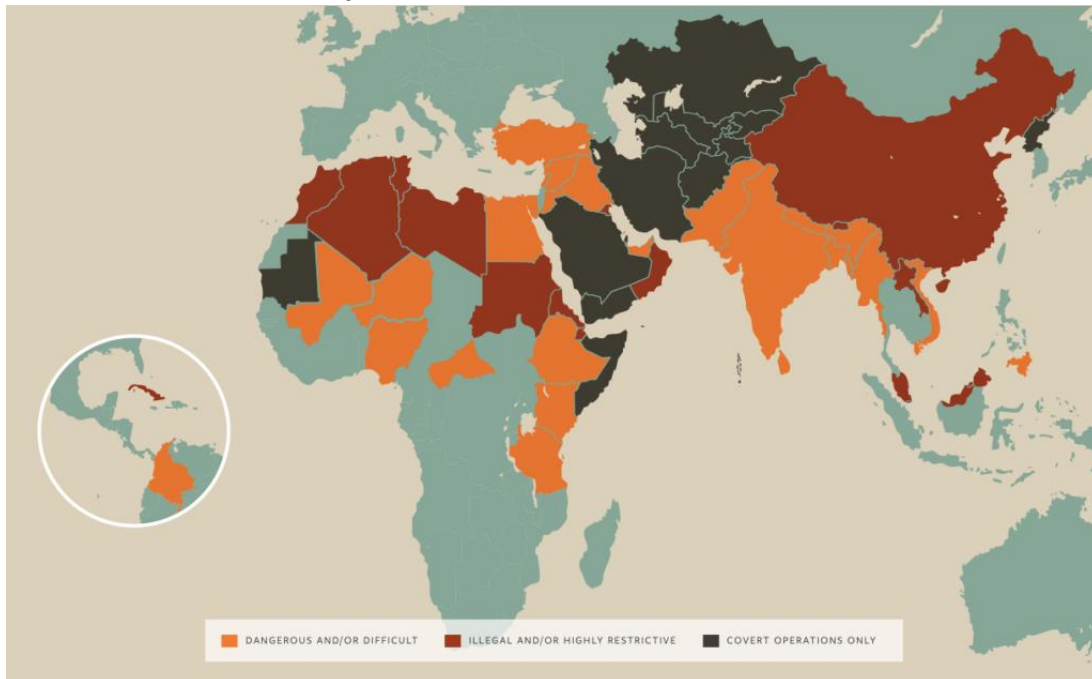 DANGEROUS AND/OR DIFFICULT
ILLEGAL AND/OR HIGHLY RESTRICTIVE
COVERT OPERATIONS ONLY